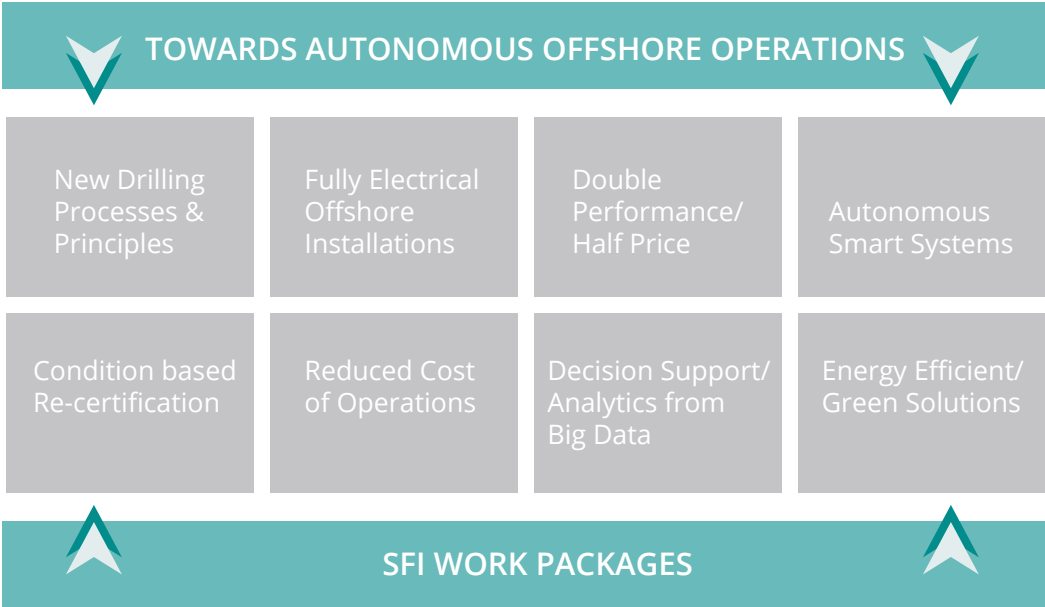 TOWARDS AUTONOMOUS OFFSHORE OPERATIONS
New Drilling
Processes &
Principles
Fully Electrical
Offshore
Installations
Double
Performance/
Half Price
Autonomous
Smart Systems
Condition based
Re-certification
Reduced Cost
of Operations
Decision Support/
Analytics from
Big Data
Energy Efficient/
Green Solutions
SFI WORK PACKAGES